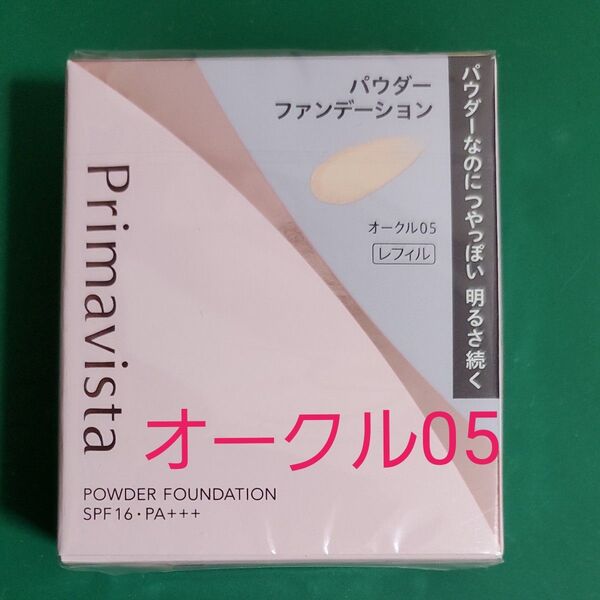 パウダー
ファンデーション
オークル05
レフィル
パウダーなのにつやっぽい 明るさ続く
Primavista
オークル05
POWDER FOUNDATION
SPF16・PA+++